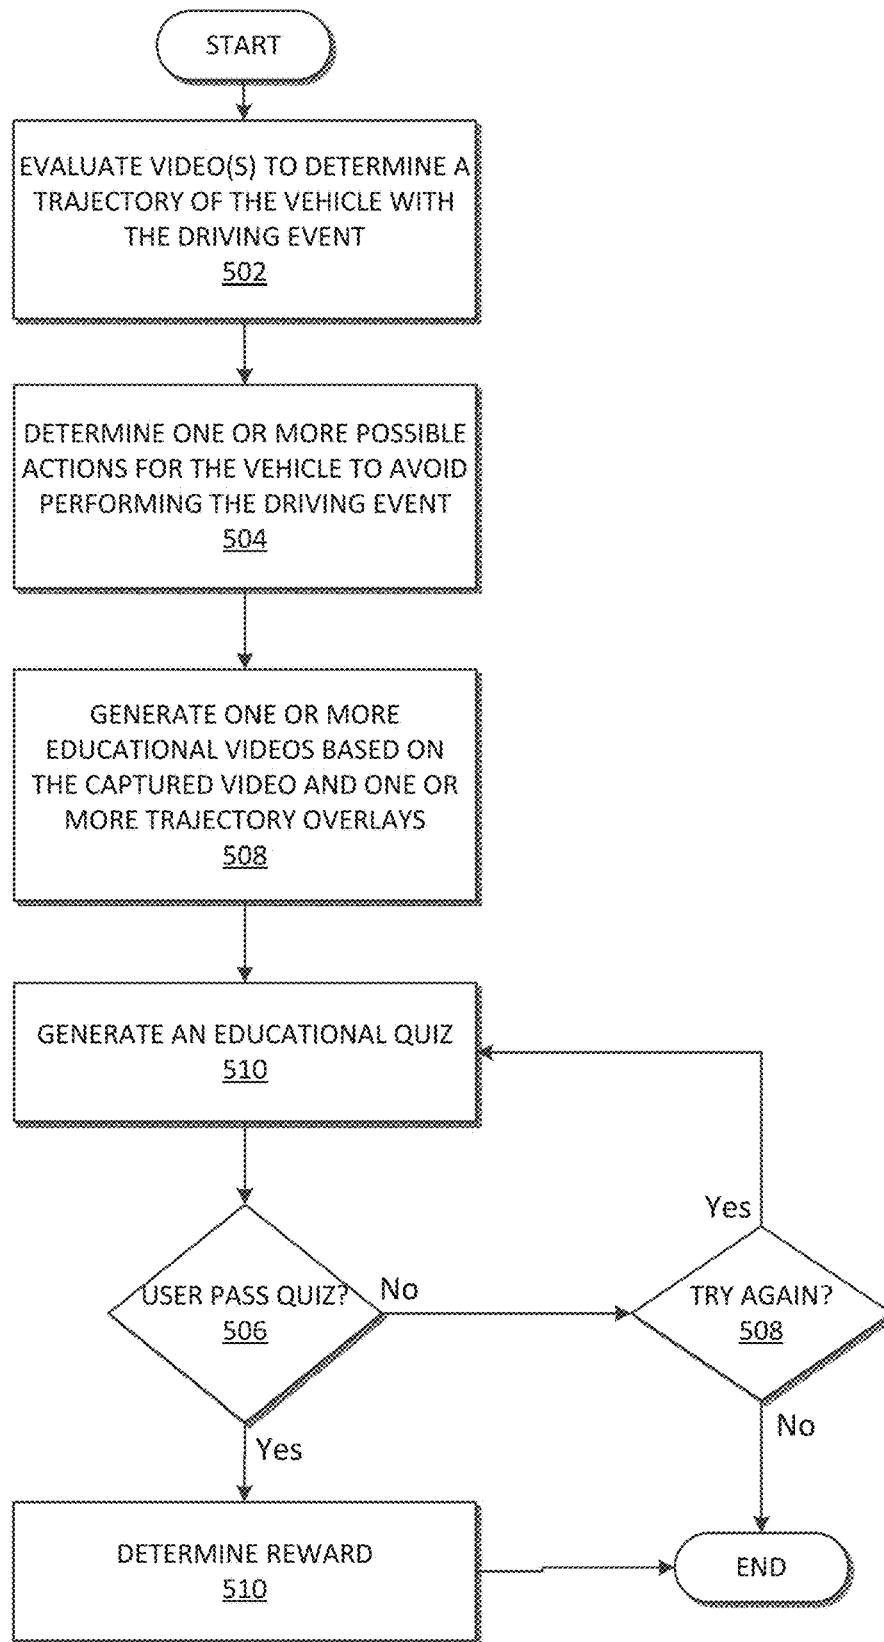 START
EVALUATE VIDEO(S) TO DETERMINE A
TRAJECTORY OF THE VEHICLE WITH
THE DRIVING EVENT
502
DETERMINE ONE OR MORE POSSIBLE
ACTIONS FOR THE VEHICLE TO AVOID
PERFORMING THE DRIVING EVENT
504
GENERATE ONE OR MORE
EDUCATIONAL VIDEOS BASED ON
THE CAPTURED VIDEO AND ONE OR
MORE TRAJECTORY OVERLAYS
508
GENERATE AN EDUCATIONAL QUIZ
510
USER PASS QUIZ?
506
No
Yes
TRY AGAIN?
508
Yes
No
DETERMINE REWARD
510
END